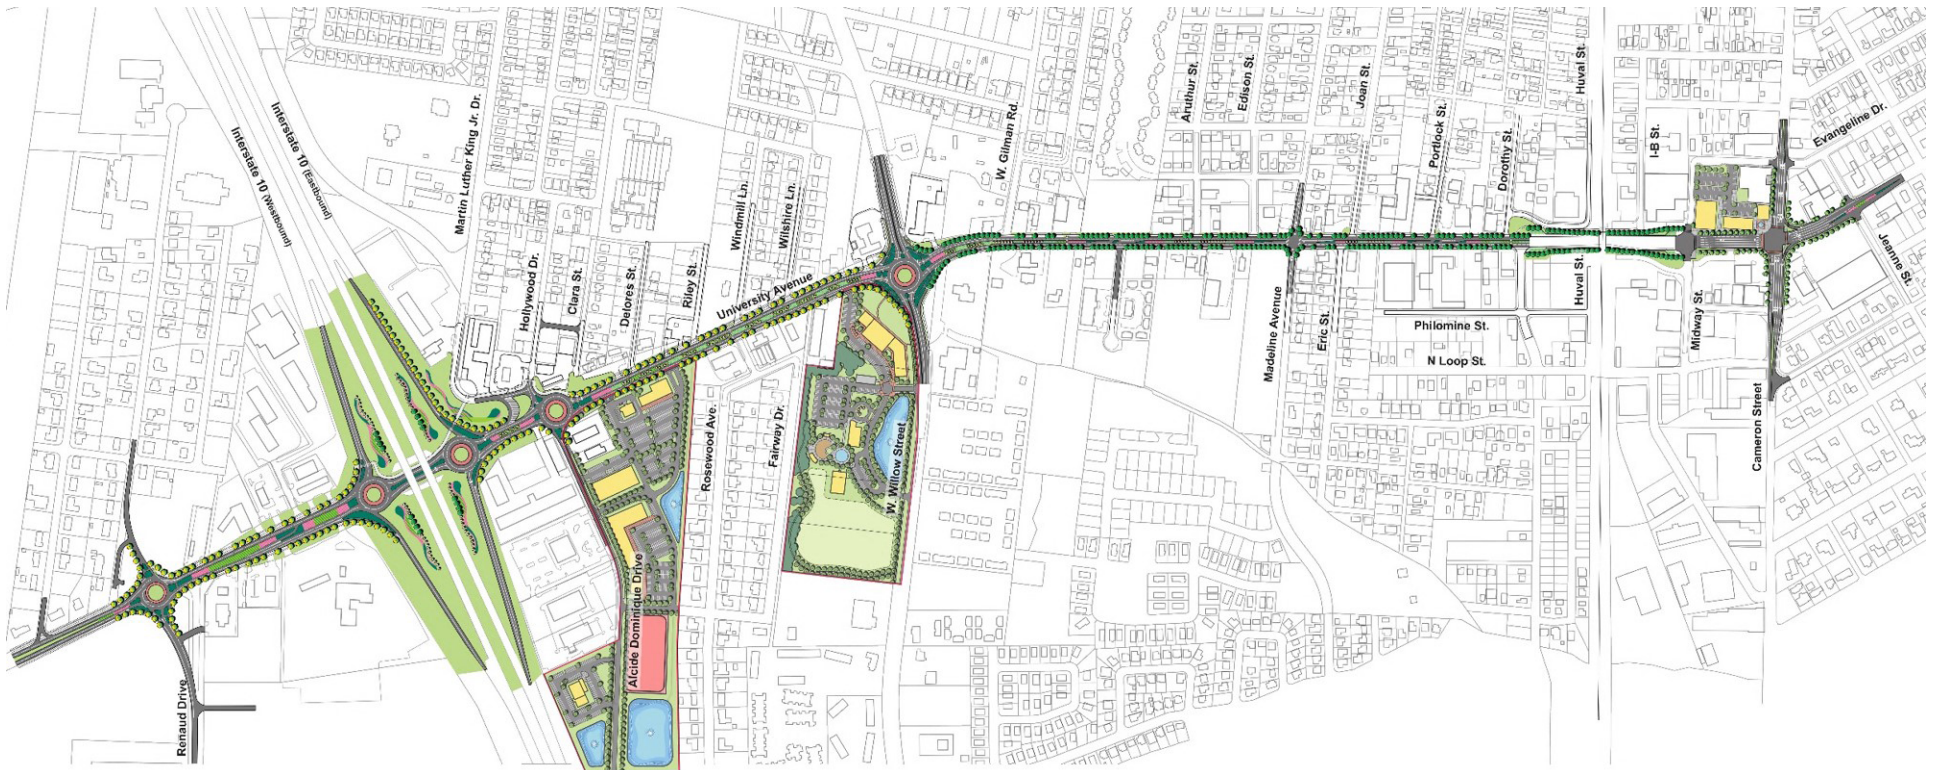 Interstate 10 (Westbound)
Interstate 10 (Eastbound)
Martin Luther King Jr. Dr.
Hollywood Dr.
Clara St.
Delores St.
Riley St.
Windmill Ln.
Wilshire Ln.
University Avenue
W. Gilman Rd.
Aruthur St.
Edison St.
Joan St.
Portlock St.
Dorothy St.
Huval St.
I-B St.
Evangeline Dr.
Jeanne St.
Huval St.
Midway St.
Philomine St.
N Loop St.
Madeline Avenue
Eric St.
Cameron Street
Rosewood Ave.
Fairway Dr.
W. Willow Street
Alcide Dominique Drive
Renaud Drive